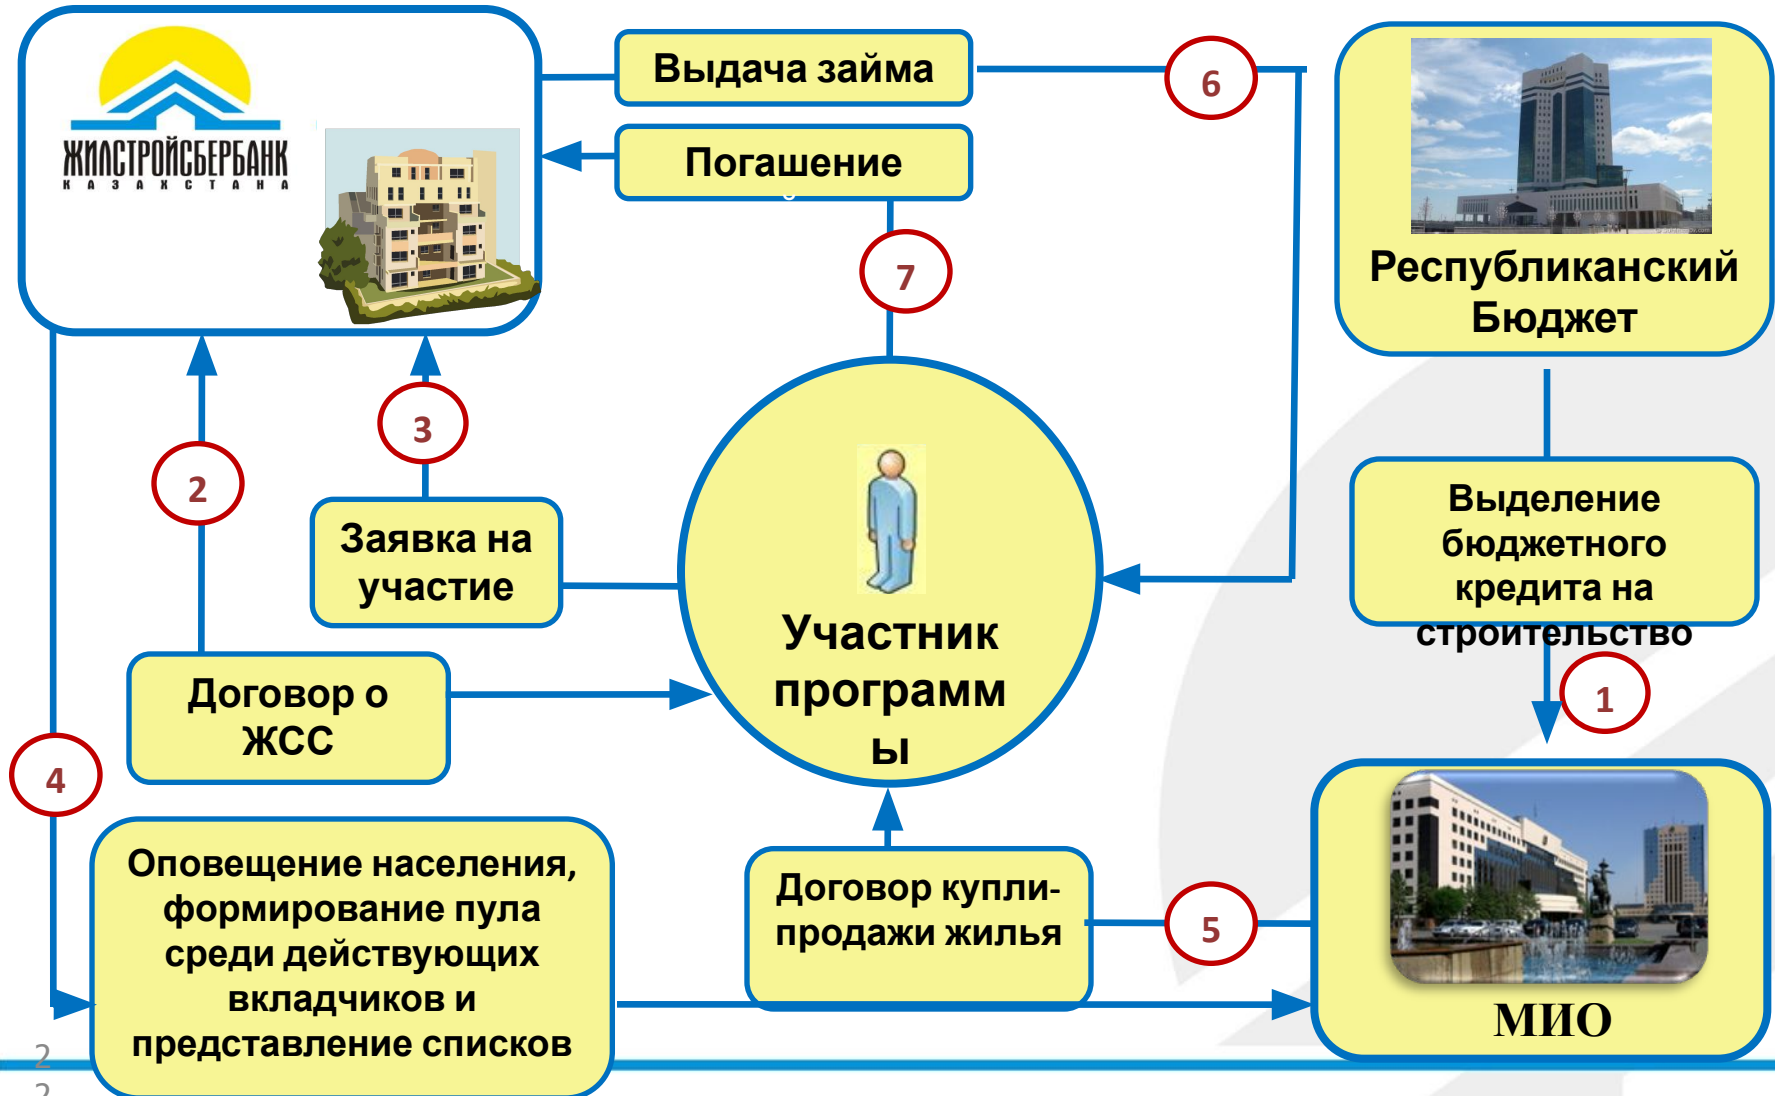 ЖИЛСТРОЙСБЕРБАНК
КАЗАХСТАНА
Выдача займа
6
Погашение
7
Республиканский
Бюджет
3
2
Заявка на
участие
Выделение
бюджетного
кредита на
строительство
1
Участник
программ
ы
Договор о
ЖСС
4
Оповещение населения,
формирование пула
среди действующих
вкладчиков и
представление списков
Договор купли-
продажи жилья
5
МИО
2
2